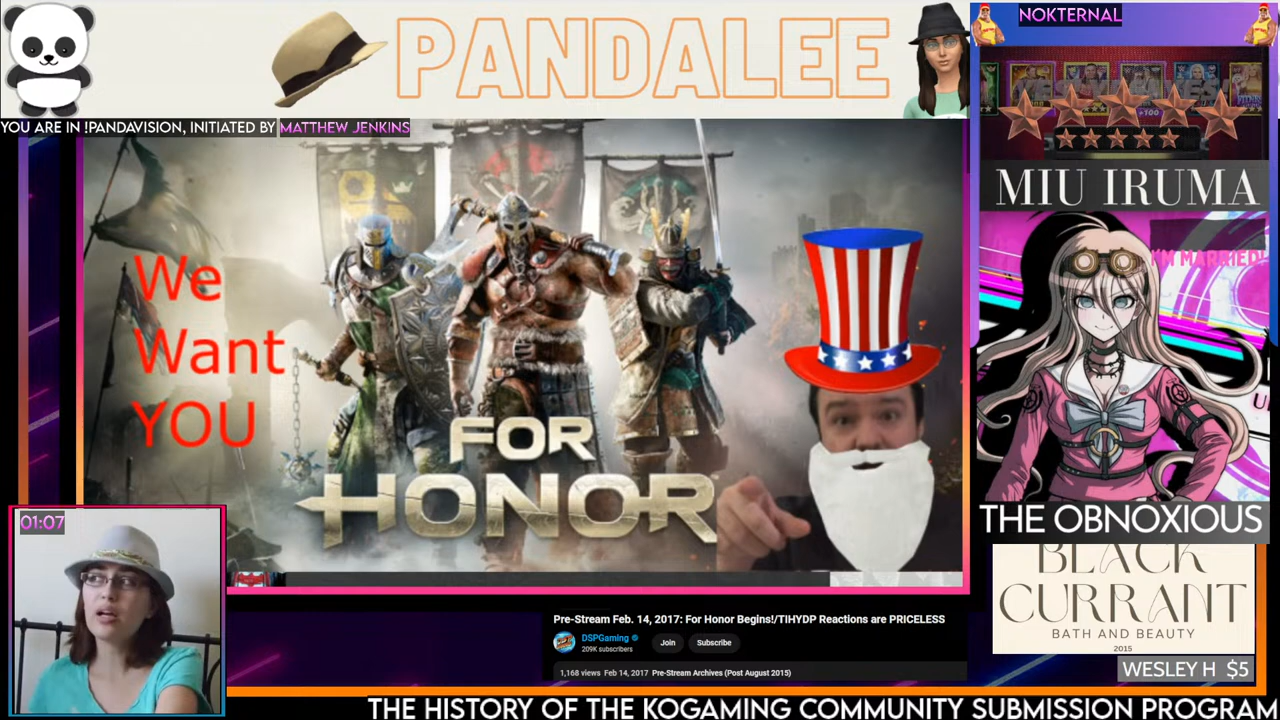 PANDALEE
NOKTERNAL
YOU ARE IN !PANDAVISION, INITIATED BY MATTHEW JENKINS
+100
MIU IRUMA
I'M MARRIED!
We
Want
YOU
FOR
HONOR
THE OBNOXIOUS
01:07
BLACK
CURRANT
BATH AND BEAUTY
2015
WESLEY H $5
Pre-Stream Feb. 14, 2017: For Honor Begins!/TIHYDP Reactions are PRICELESS
DSPGaming
209K subscribers
Join
Subscribe
1,168 views Feb 14, 2017 Pre-Stream Archives (Post August 2015)
THE HISTORY OF THE KOGAMING COMMUNITY SUBMISSION PROGRAM